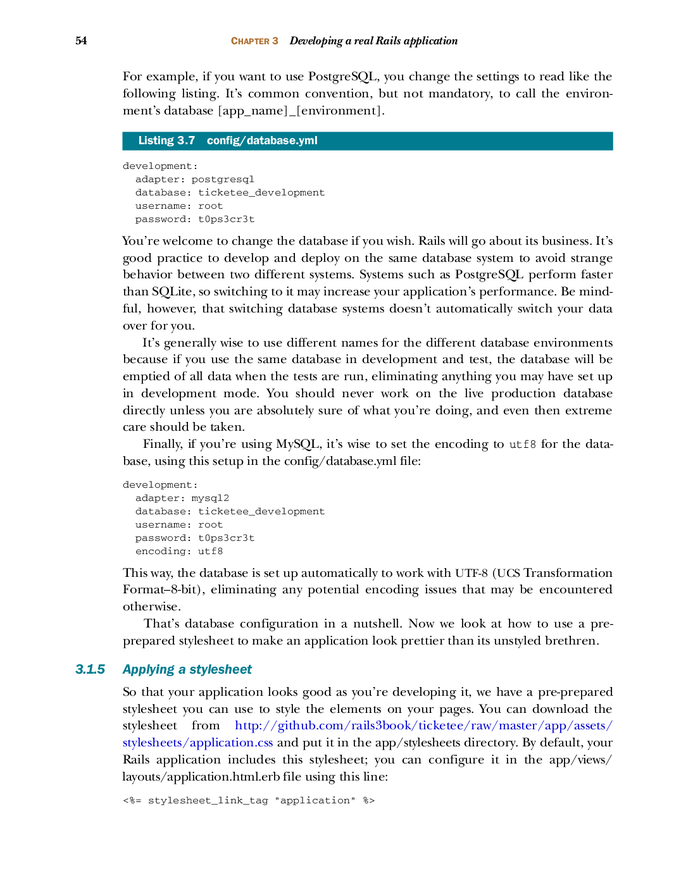 54 CHAPTER 3 Developing a real Rails application
For example, if you want to use PostgreSQL, you change the settings to read like the
following listing. It's common convention, but not mandatory, to call the environ-
ment's database [app_name]_[environment].
Listing 3.7 config/database.yml
development:
  adapter: postgresql
  database: ticketee_development
  username: root
  password: t0ps3cr3t
You're welcome to change the database if you wish. Rails will go about its business. It's
good practice to develop and deploy on the same database system to avoid strange
behavior between two different systems. Systems such as PostgreSQL perform faster
than SQLite, so switching to it may increase your application's performance. Be mind-
ful, however, that switching database systems doesn't automatically switch your data
over for you.
It's generally wise to use different names for the different database environments
because if you use the same database in development and test, the database will be
emptied of all data when the tests are run, eliminating anything you may have set up
in development mode. You should never work on the live production database
directly unless you are absolutely sure of what you're doing, and even then extreme
care should be taken.
Finally, if you're using MySQL, it's wise to set the encoding to utf8 for the data-
base, using this setup in the config/database.yml file:
development:
  adapter: mysql2
  database: ticketee_development
  username: root
  password: t0ps3cr3t
  encoding: utf8
This way, the database is set up automatically to work with UTF-8 (UCS Transformation
Format–8-bit), eliminating any potential encoding issues that may be encountered
otherwise.
That's database configuration in a nutshell. Now we look at how to use a pre-
prepared stylesheet to make an application look prettier than its unstyled brethren.
3.1.5 Applying a stylesheet
So that your application looks good as you're developing it, we have a pre-prepared
stylesheet you can use to style the elements on your pages. You can download the
stylesheet from http://github.com/rails3book/ticketee/raw/master/app/assets/
stylesheets/application.css and put it in the app/stylesheets directory. By default, your
Rails application includes this stylesheet; you can configure it in the app/views/
layouts/application.html.erb file using this line:
<%= stylesheet_link_tag "application" %>